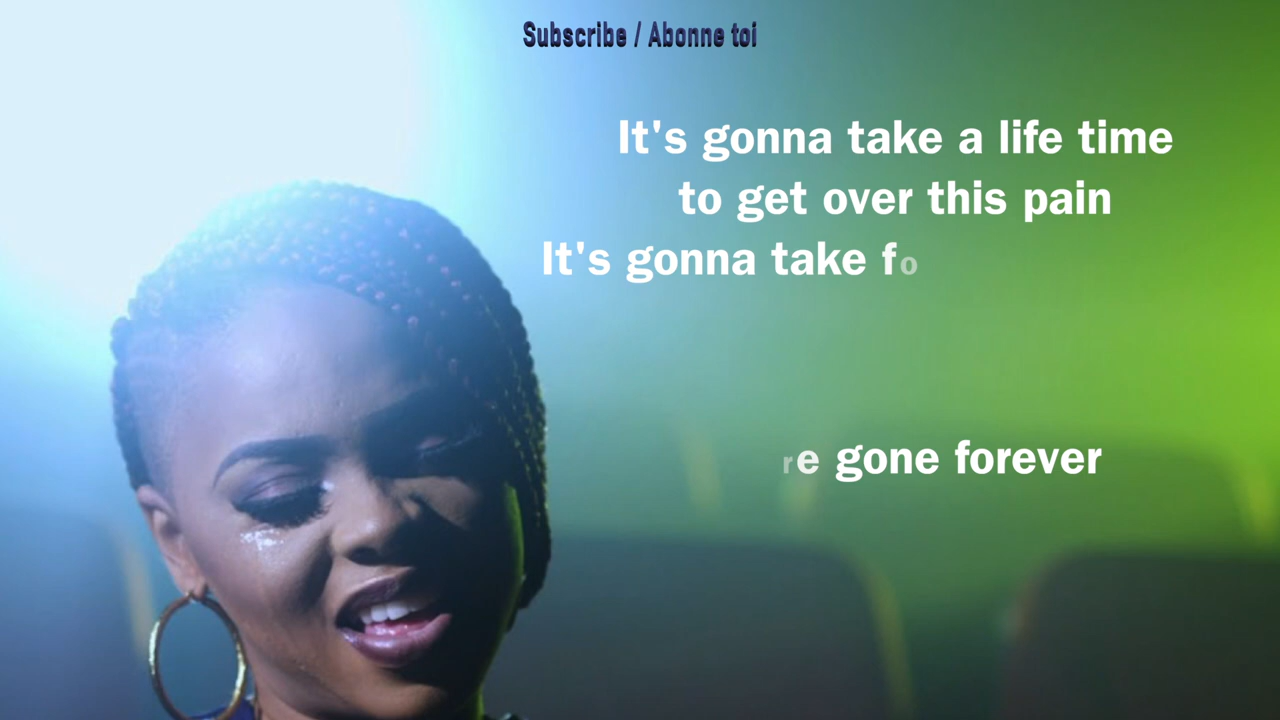 Subscribe / Abonne toi
It's gonna take a life time
to get over this pain
It's gonna take fo
re gone forever